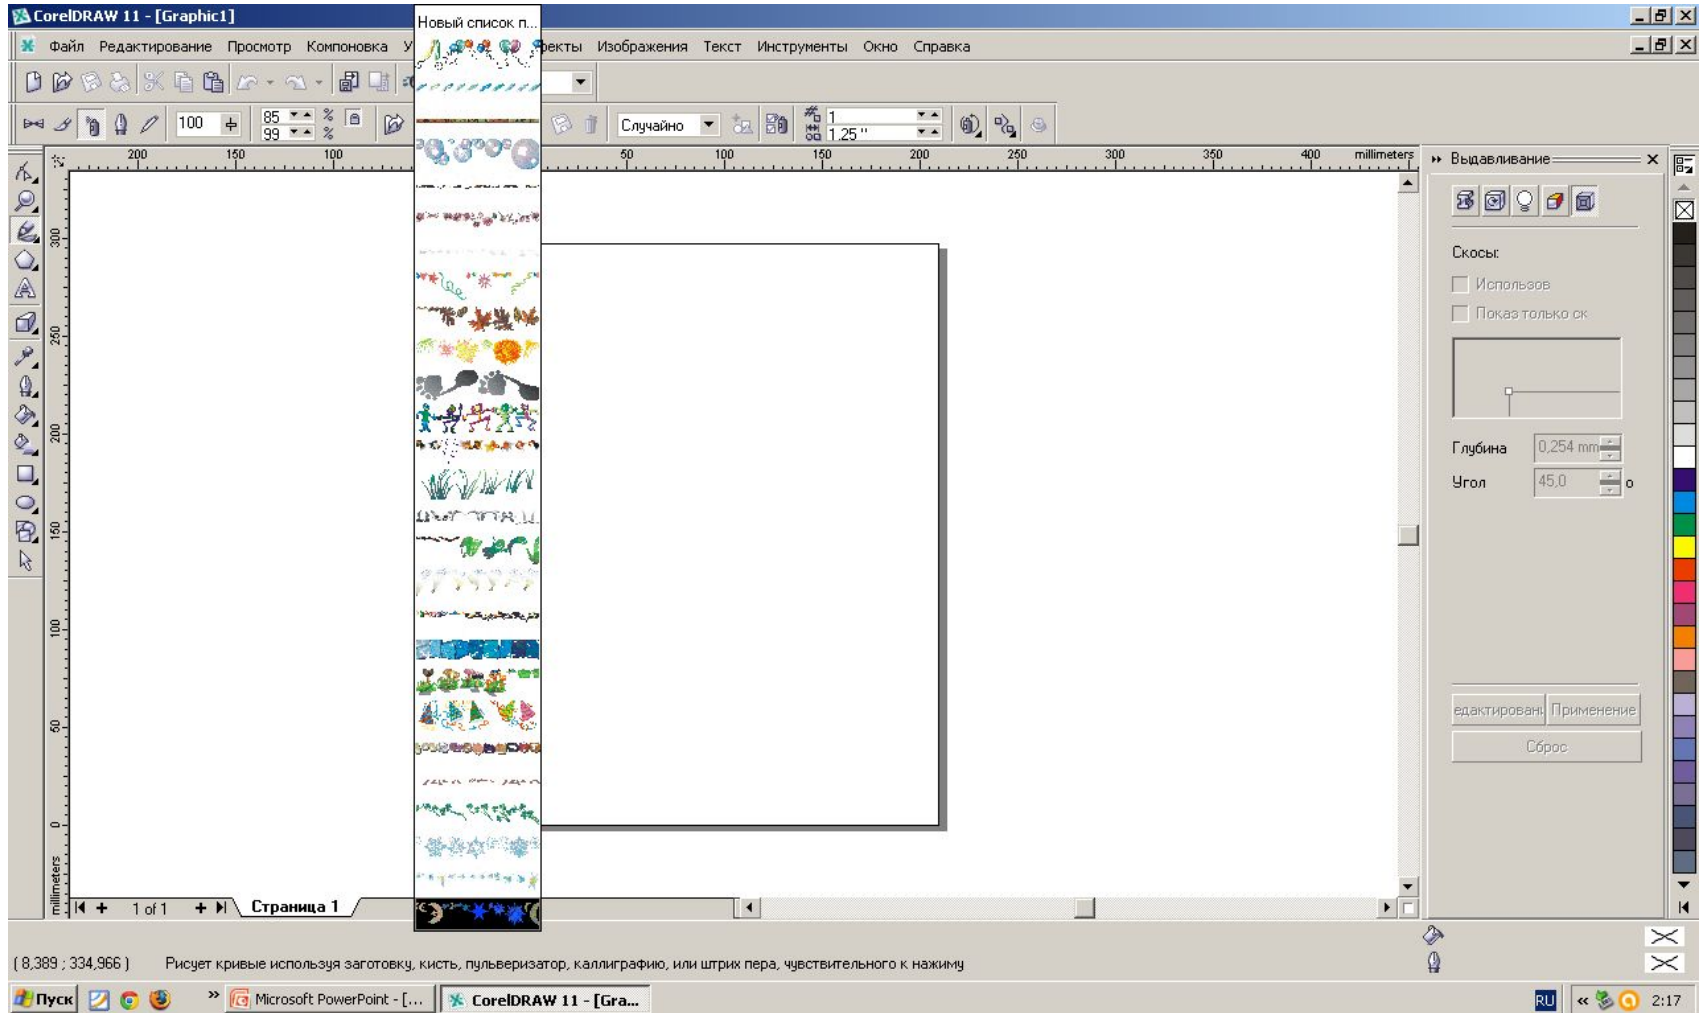 CorelDRAW 11 - [Graphic1]
Новый список п...
Файл Редактирование Просмотр Компоновка У екты Изображения Текст Инструменты Окно Справка
100 85 % 99 % Случайно 1 1.25 "
200 150 100 50 100 150 200 250 300 350 400 millimeters
Выдавливание
300
250
200
150
100
50
0
millimeters
Скосы:
Использов
Показ только ск
Глубина 0,254 mm
Угол 45,0 о
едактировани Применение
Сброс
1 of 1 Страница 1
( 8,389 ; 334,966 ) Рисует кривые используя заготовку, кисть, пульверизатор, каллиграфию, или штрих пера, чувствительного к нажиму
Пуск » Microsoft PowerPoint - [... CorelDRAW 11 - [Gra... RU « 2:17